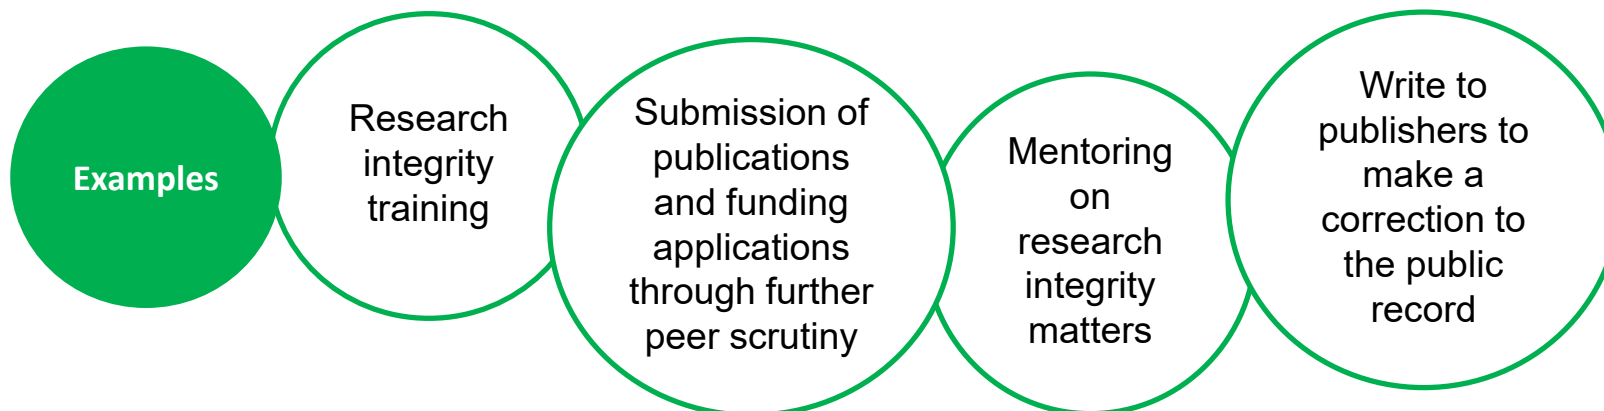 Examples
Research
integrity
training
Submission of
publications
and funding
applications
through further
peer scrutiny
Mentoring
on
research
integrity
matters
Write to
publishers to
make a
correction to
the public
record